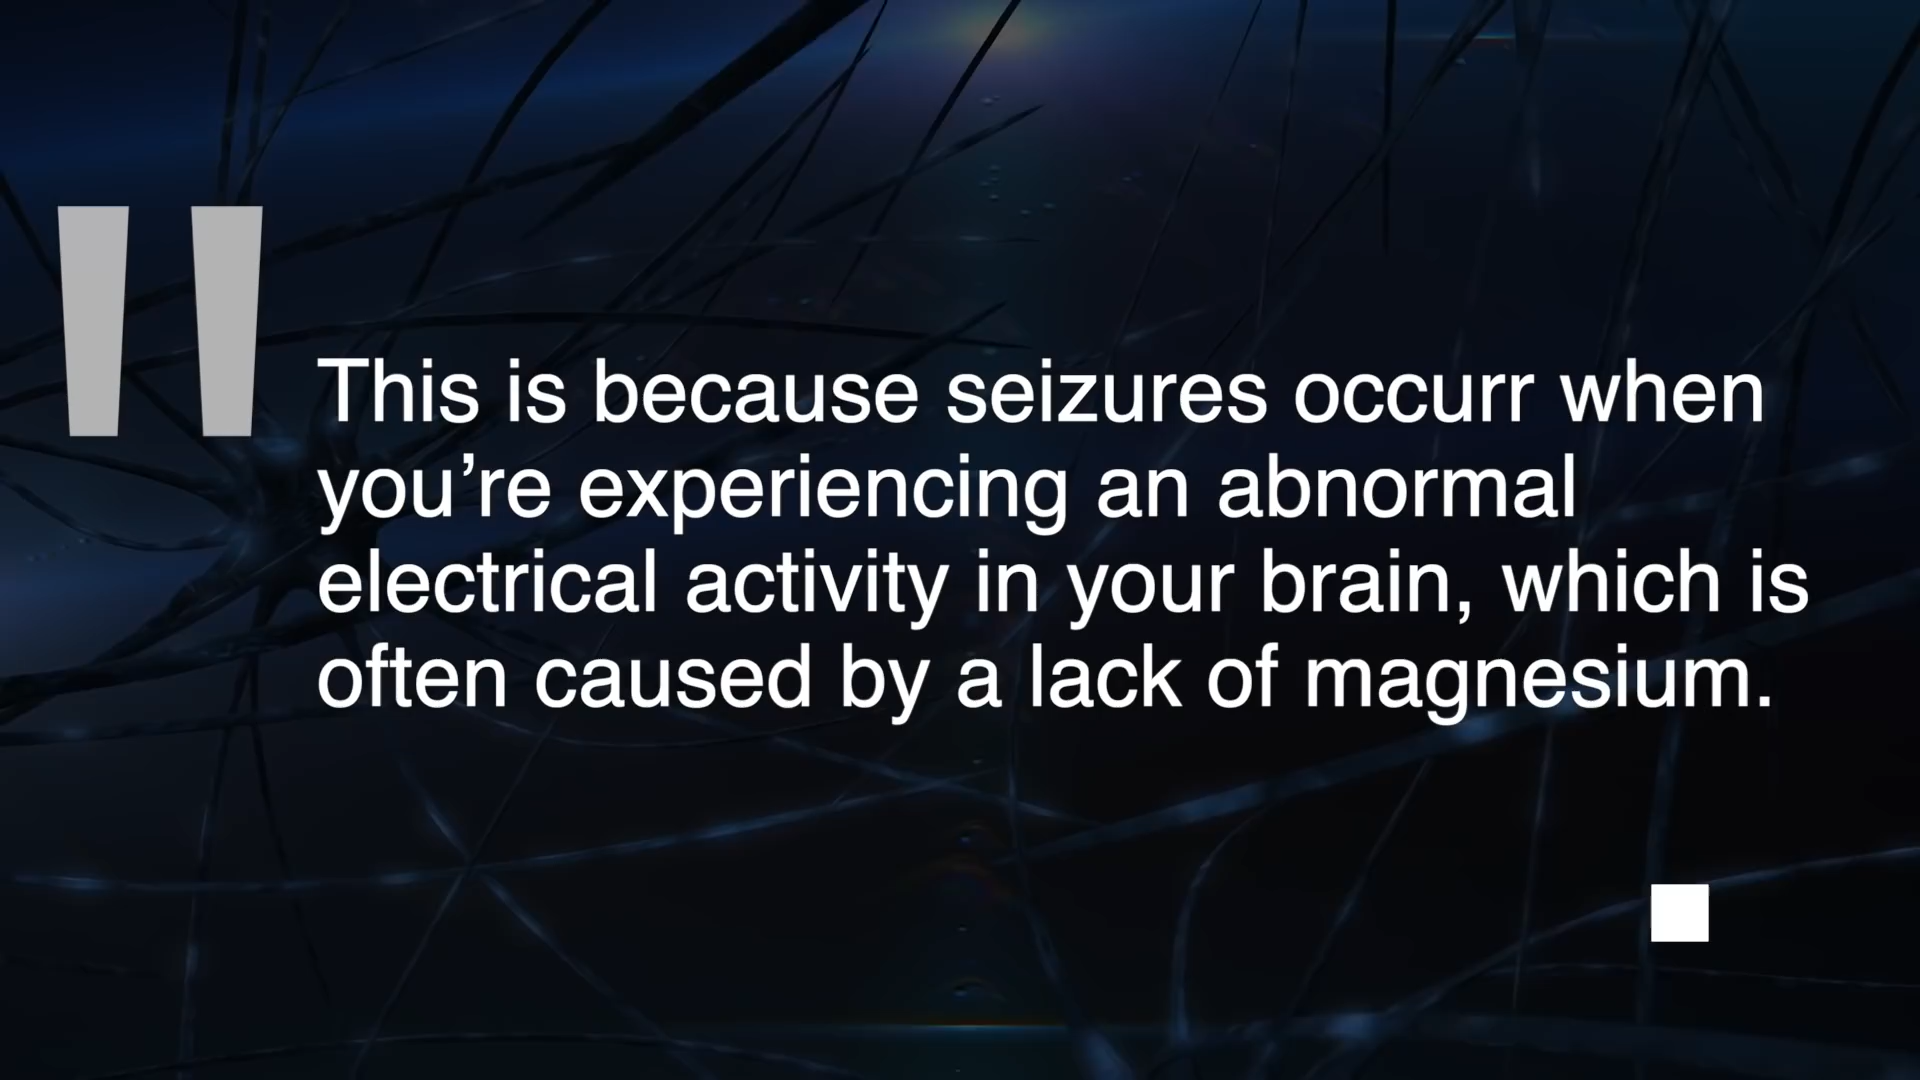 "
This is because seizures occurr when
you’re experiencing an abnormal
electrical activity in your brain, which is
often caused by a lack of magnesium.